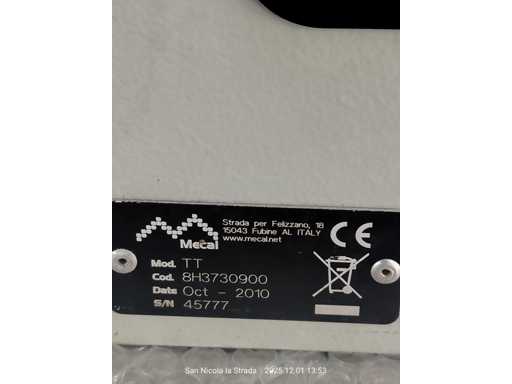 Mecal
Strada per Felizzano, 18
15043 Fubine AL ITALY
www.mecal.net
CE
Mod. TT
Cod. 8H3730900
Date Oct - 2010
S/N 45777
San Nicola la Strada 2025.12.01 13:53